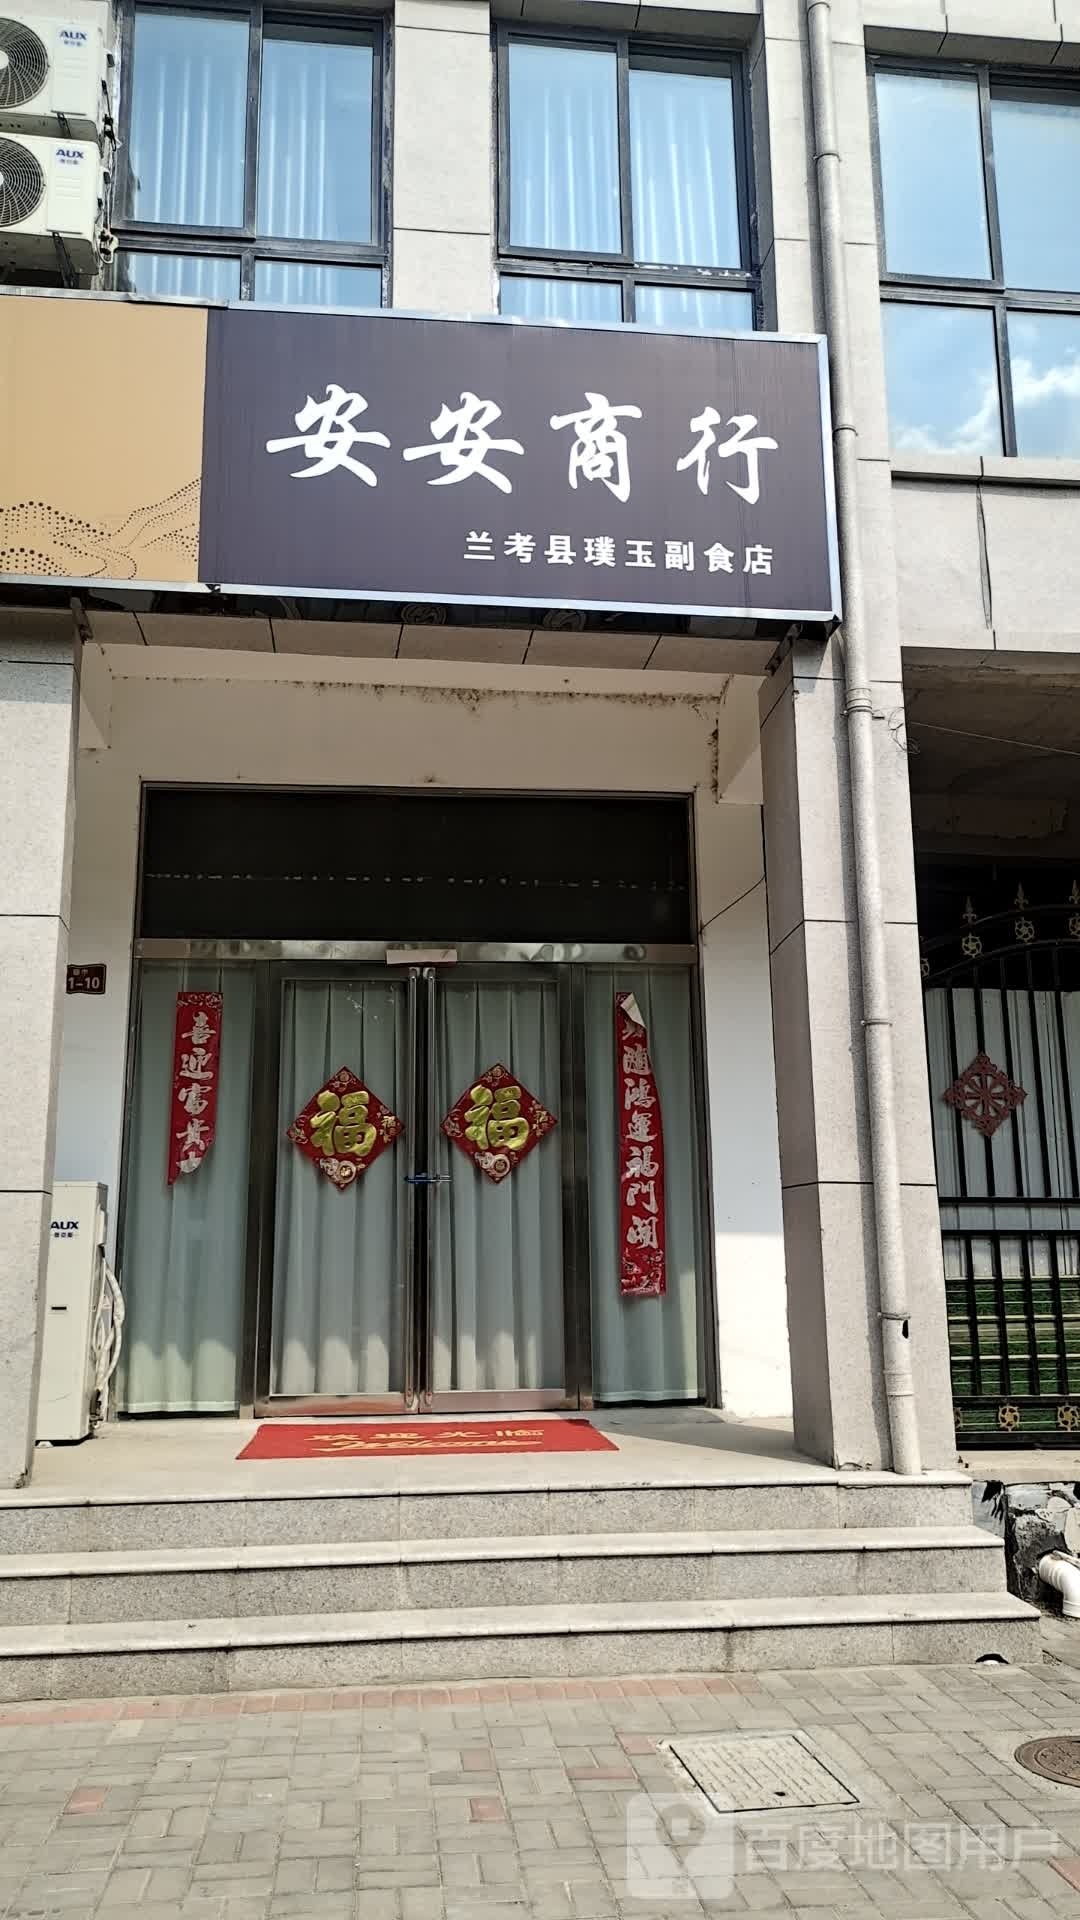 AUX
AUX
安安商行
兰考县璞玉副食店
1-10
喜迎富贵
福
福
随鸿运福门开
AUX
欢迎光临
Welcome
百度地图用户